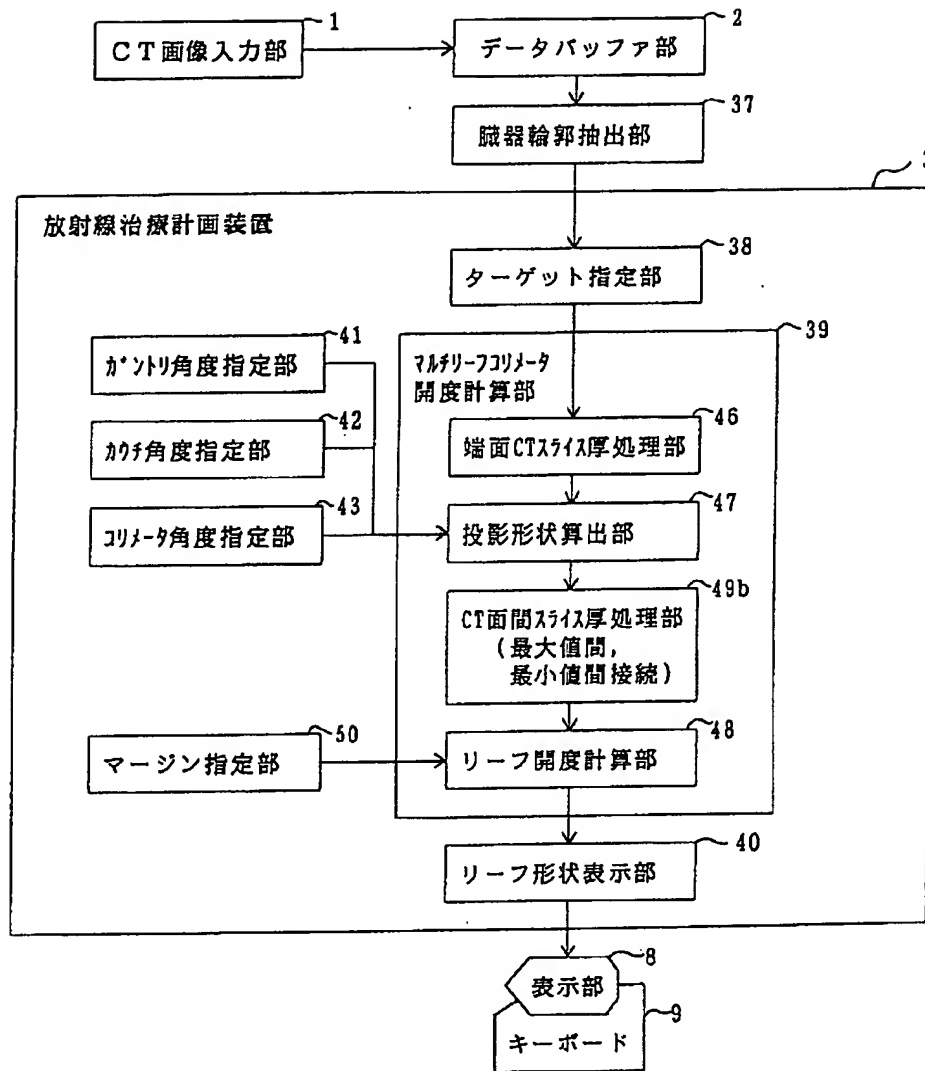 1
CT画像入力部
2
データバッファ部
37
臓器輪郭抽出部
放射線治療計画装置
38
ターゲット指定部
39
マルチリーフコリメータ
開度計算部
41
ガントリ角度指定部
42
カウチ角度指定部
43
コリメータ角度指定部
46
端面CTスライス厚処理部
47
投影形状算出部
49b
CT面間スライス厚処理部
(最大値間,
最小値間接続)
50
マージン指定部
48
リーフ開度計算部
40
リーフ形状表示部
8
表示部
9
キーボード